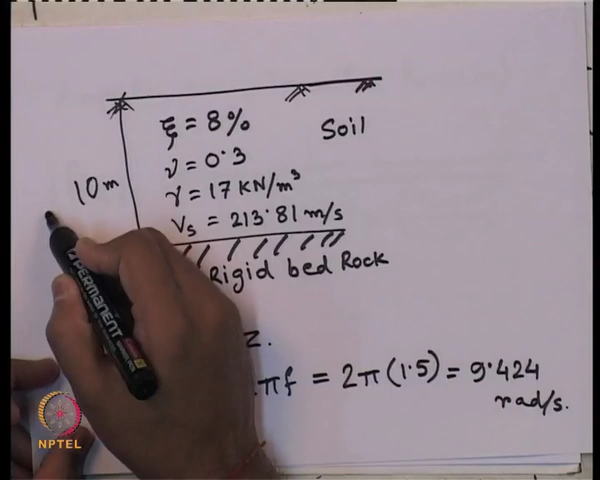 ξ = 8% Soil
ν = 0.3
10m
γ = 17 KN/m³
Vs = 213.81 m/s
Rigid bed Rock
z.
πf = 2π(1.5) = 9.424
rad/s.
PERMANENT
NPTEL